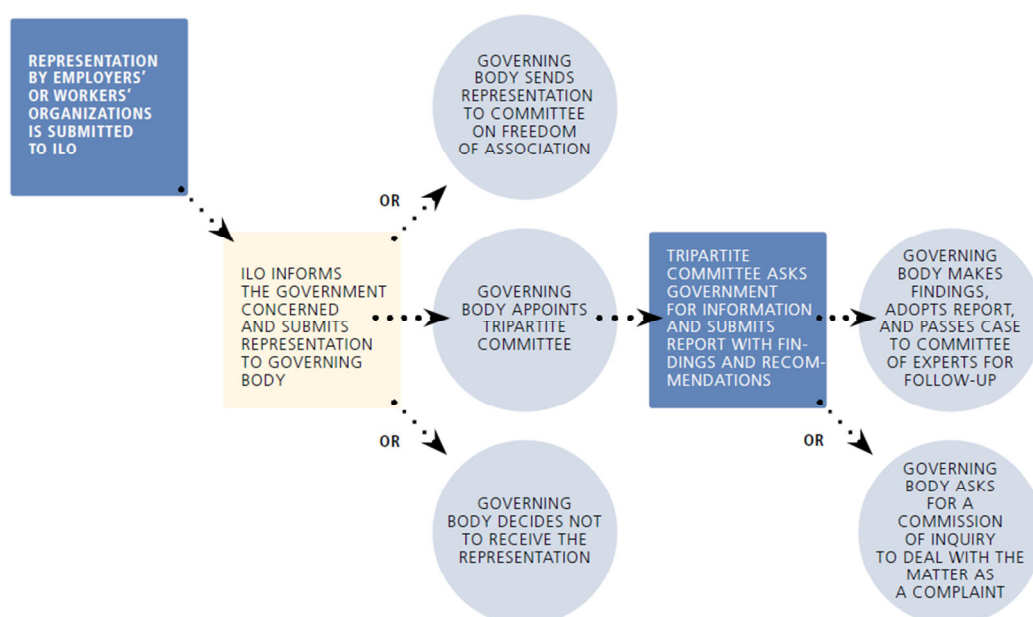 REPRESENTATION
BY EMPLOYERS’
OR WORKERS’
ORGANIZATIONS
IS SUBMITTED
TO ILO
GOVERNING
BODY SENDS
REPRESENTATION
TO COMMITTEE
ON FREEDOM
OF ASSOCIATION
OR
ILO INFORMS
THE GOVERNMENT
CONCERNED
AND SUBMITS
REPRESENTATION
TO GOVERNING
BODY
GOVERNING
BODY APPOINTS
TRIPARTITE
COMMITTEE
TRIPARTITE
COMMITTEE ASKS
GOVERNMENT
FOR INFORMATION
AND SUBMITS
REPORT WITH FIN-
DINGS AND RECOM-
MENDATIONS
GOVERNING
BODY MAKES
FINDINGS,
ADOPTS REPORT,
AND PASSES CASE
TO COMMITTEE
OF EXPERTS FOR
FOLLOW-UP
OR
GOVERNING
BODY DECIDES NOT
TO RECEIVE THE
REPRESENTATION
OR
GOVERNING
BODY ASKS
FOR A
COMMISSION
OF INQUIRY
TO DEAL WITH THE
MATTER AS
A COMPLAINT